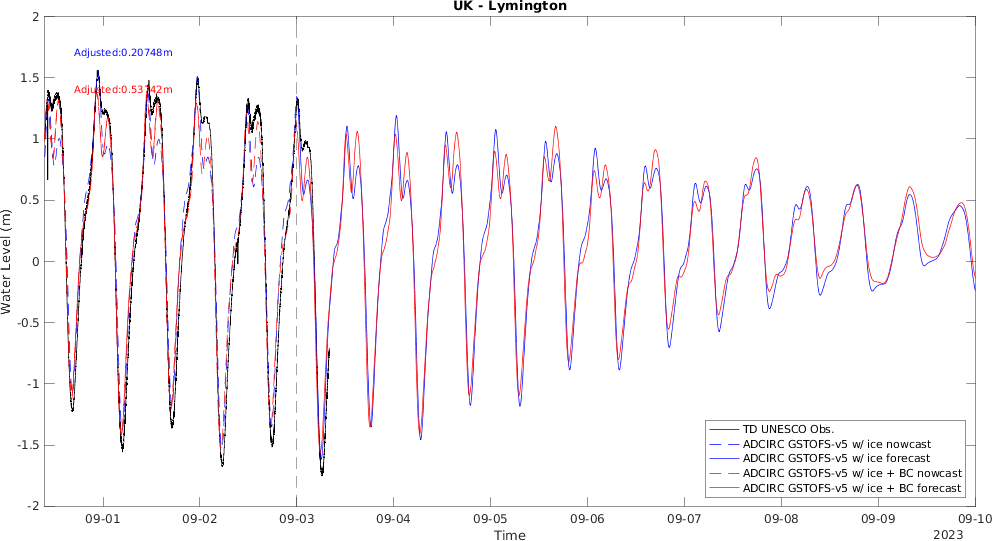 UK - Lymington
2
1.5
1
0.5
0
-0.5
-1
-1.5
-2
Water Level (m)
Adjusted:0.20748m
Adjusted:0.53742m
TD UNESCO Obs.
ADCIRC GSTOFS-v5 w/ ice nowcast
ADCIRC GSTOFS-v5 w/ ice forecast
ADCIRC GSTOFS-v5 w/ ice + BC nowcast
ADCIRC GSTOFS-v5 w/ ice + BC forecast
09-01 09-02 09-03 09-04 09-05 09-06 09-07 09-08 09-09 09-10
Time
2023